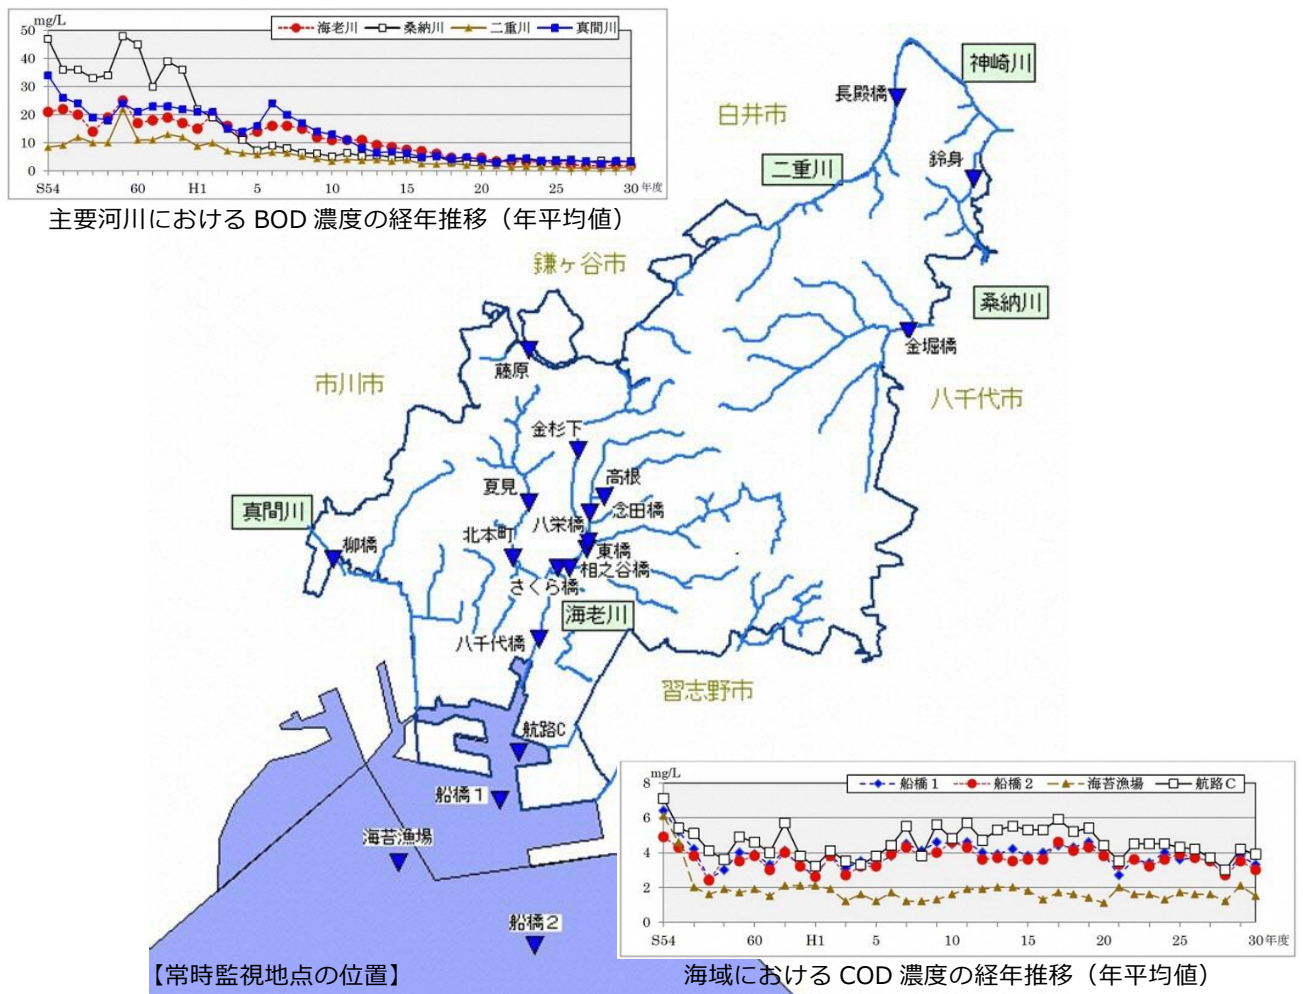 mg/L
海老川 桑納川 二重川 真間川
50
40
30
20
10
0
S54 60 H1 5 10 15 20 25 30 年度
主要河川における BOD 濃度の経年推移（年平均値）
神崎川
長殿橋
白井市
鈴身
二重川
鎌ヶ谷市
桑納川
金堀橋
藤原
市川市
八千代市
金杉下
高根
夏見
念田橋
真間川
八栄橋
北本町
柳橋
東橋
相之谷橋
さくら橋
海老川
八千代橋
習志野市
航路C
船橋1
海苔漁場
船橋2
【常時監視地点の位置】
mg/L
船橋1 船橋2 海苔漁場 航路C
8
6
4
2
0
S54 60 H1 5 10 15 20 25 30 年度
海域における COD 濃度の経年推移（年平均値）